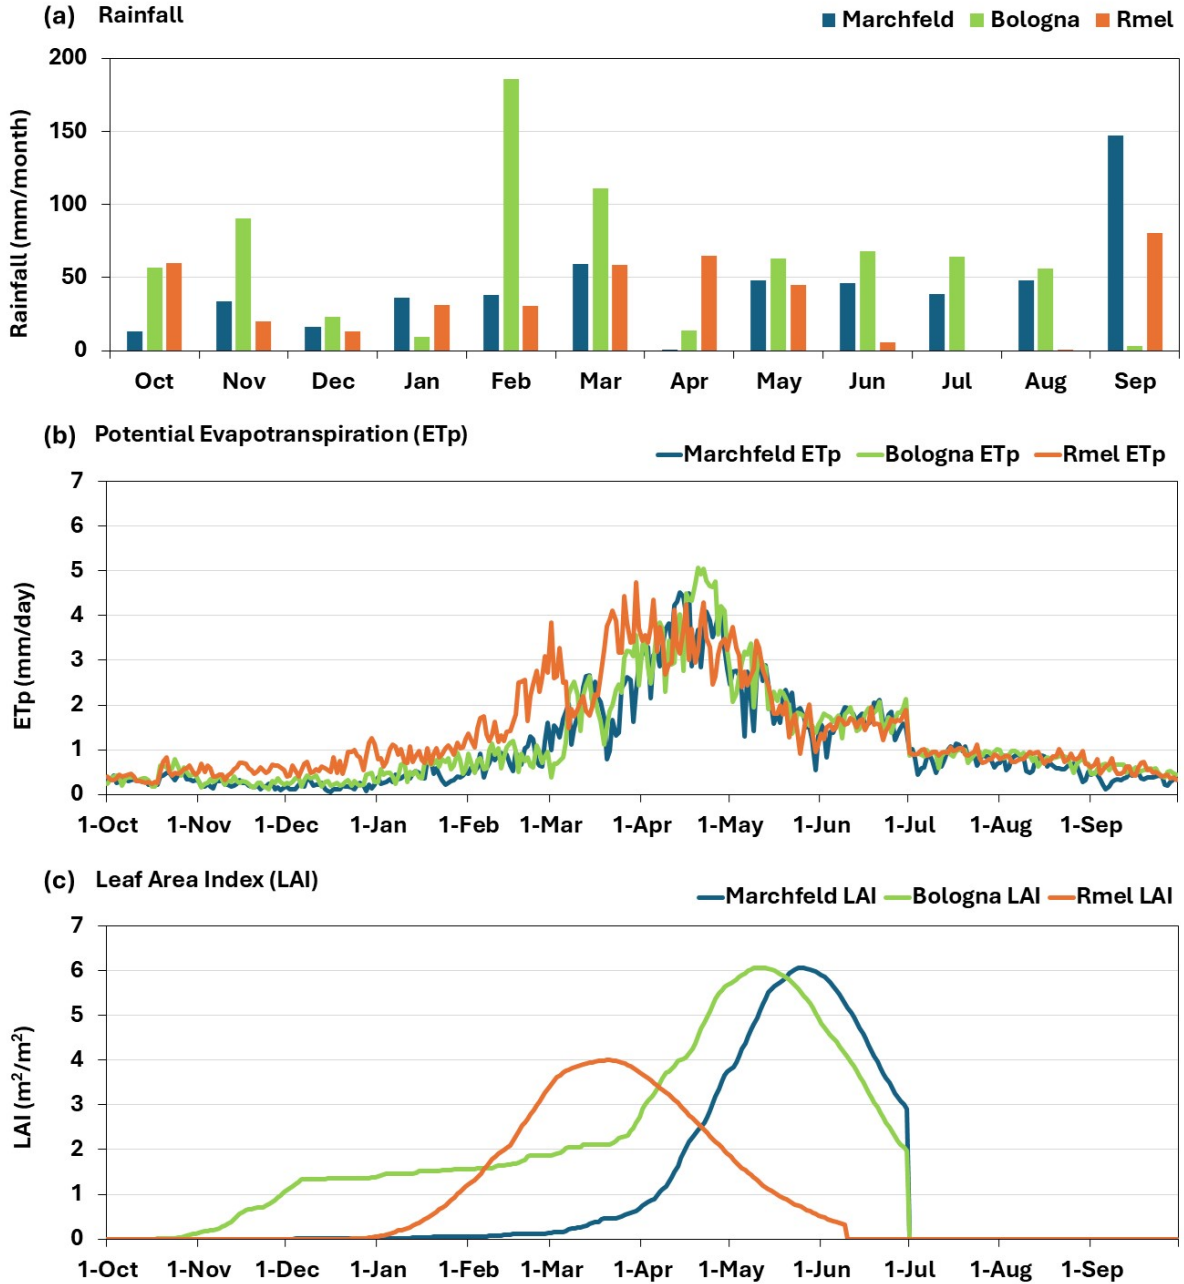 (a) Rainfall
Marchfeld Bologna Rmel
Rainfall (mm/month)
200
150
100
50
0
Oct Nov Dec Jan Feb Mar Apr May Jun Jul Aug Sep
(b) Potential Evapotranspiration (ETp)
Marchfeld ETp Bologna ETp Rmel ETp
ETp (mm/day)
7
6
5
4
3
2
1
0
1-Oct 1-Nov 1-Dec 1-Jan 1-Feb 1-Mar 1-Apr 1-May 1-Jun 1-Jul 1-Aug 1-Sep
(c) Leaf Area Index (LAI)
Marchfeld LAI Bologna LAI Rmel LAI
LAI (m²/m²)
7
6
5
4
3
2
1
0
1-Oct 1-Nov 1-Dec 1-Jan 1-Feb 1-Mar 1-Apr 1-May 1-Jun 1-Jul 1-Aug 1-Sep